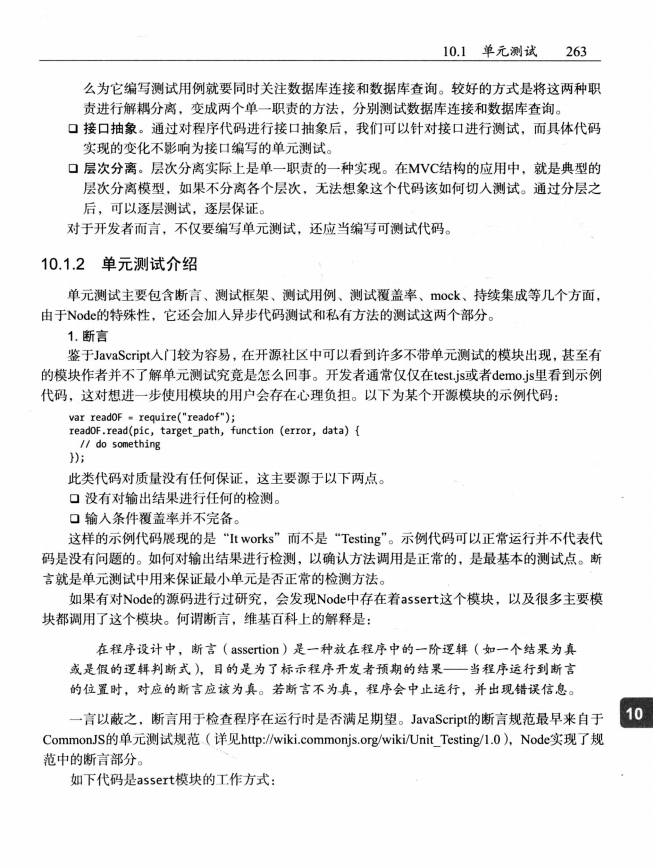 10.1 单元测试 263
么为它编写测试用例就要同时关注数据库连接和数据库查询。较好的方式是将这两种职
责进行解耦分离，变成两个单一职责的方法，分别测试数据库连接和数据库查询。
❑ 接口抽象。通过对程序代码进行接口抽象后，我们可以针对接口进行测试，而具体代码
实现的变化不影响为接口编写的单元测试。
❑ 层次分离。层次分离实际上是单一职责的一种实现。在MVC结构的应用中，就是典型的
层次分离模型，如果不分离各个层次，无法想象这个代码该如何切入测试。通过分层之
后，可以逐层测试，逐层保证。
对于开发者而言，不仅要编写单元测试，还应当编写可测试代码。
10.1.2 单元测试介绍
单元测试主要包含断言、测试框架、测试用例、测试覆盖率、mock、持续集成等几个方面，
由于Node的特殊性，它还会加入异步代码测试和私有方法的测试这两个部分。
1. 断言
鉴于JavaScript入门较为容易，在开源社区中可以看到许多不带单元测试的模块出现，甚至有
的模块作者并不了解单元测试究竟是怎么回事。开发者通常仅仅在test.js或者demo.js里看到示例
代码，这对想进一步使用模块的用户会存在心理负担。以下为某个开源模块的示例代码：
var readOF = require("readof");
readOF.read(pic, target_path, function (error, data) {
// do something
});
此类代码对质量没有任何保证，这主要源于以下两点。
❑ 没有对输出结果进行任何的检测。
❑ 输入条件覆盖率并不完备。
这样的示例代码展现的是“It works”而不是“Testing”。示例代码可以正常运行并不代表代
码是没有问题的。如何对输出结果进行检测，以确认方法调用是正常的，是最基本的测试点。断
言就是单元测试中用来保证最小单元是否正常的检测方法。
如果有对Node的源码进行过研究，会发现Node中存在着assert这个模块，以及很多主要模
块都调用了这个模块。何谓断言，维基百科上的解释是：
在程序设计中，断言（assertion）是一种放在程序中的一阶逻辑（如一个结果为真
或是假的逻辑判断式），目的是为了标示程序开发者预期的结果——当程序运行到断言
的位置时，对应的断言应该为真。若断言不为真，程序会中止运行，并出现错误信息。
一言以蔽之，断言用于检查程序在运行时是否满足期望。JavaScript的断言规范最早来自于
10
CommonJS的单元测试规范（详见http://wiki.commonjs.org/wiki/Unit_Testing/1.0），Node实现了规
范中的断言部分。
如下代码是assert模块的工作方式：